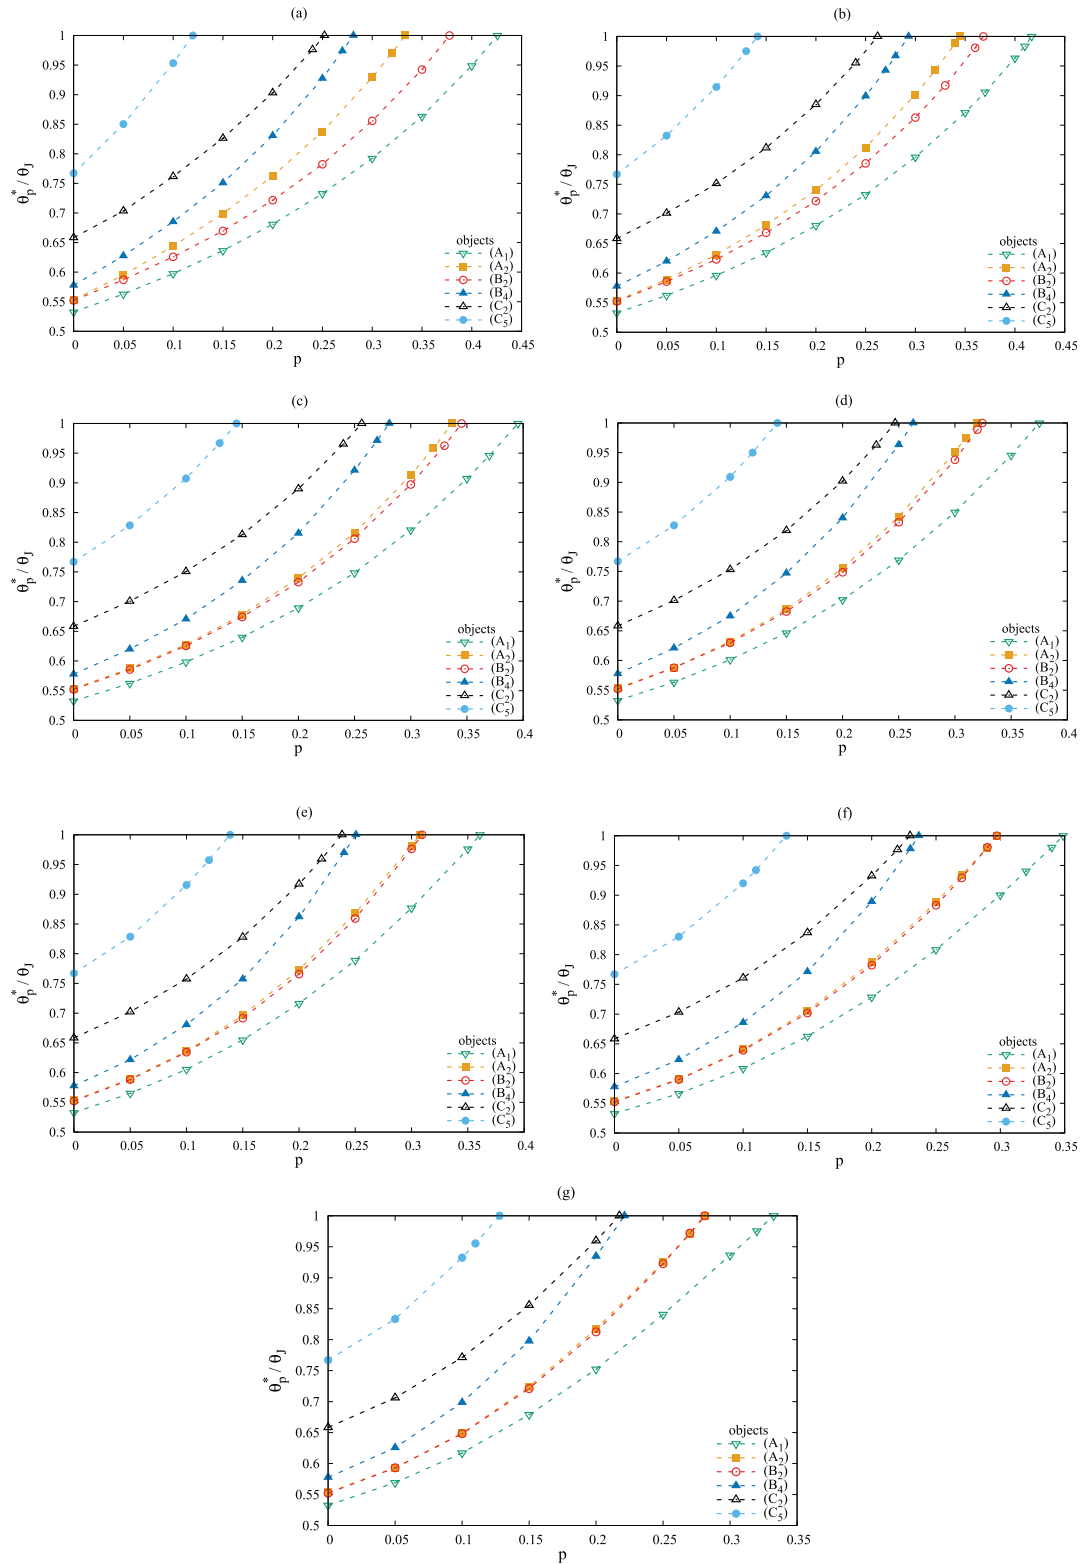 (a)
1
0.95
0.9
0.85
0.8
0.75
0.7
0.65
0.6
0.55
0.5
θp* / θJ
objects
(A1)
(A2)
(B2)
(B4)
(C2)
(C5)
0 0.05 0.1 0.15 0.2 0.25 0.3 0.35 0.4 0.45
p
(b)
1
0.95
0.9
0.85
0.8
0.75
0.7
0.65
0.6
0.55
0.5
θp* / θJ
objects
(A1)
(A2)
(B2)
(B4)
(C2)
(C5)
0 0.05 0.1 0.15 0.2 0.25 0.3 0.35 0.4 0.45
p
(c)
1
0.95
0.9
0.85
0.8
0.75
0.7
0.65
0.6
0.55
0.5
θp* / θJ
objects
(A1)
(A2)
(B2)
(B4)
(C2)
(C5)
0 0.05 0.1 0.15 0.2 0.25 0.3 0.35 0.4
p
(d)
1
0.95
0.9
0.85
0.8
0.75
0.7
0.65
0.6
0.55
0.5
θp* / θJ
objects
(A1)
(A2)
(B2)
(B4)
(C2)
(C5)
0 0.05 0.1 0.15 0.2 0.25 0.3 0.35 0.4
p
(e)
1
0.95
0.9
0.85
0.8
0.75
0.7
0.65
0.6
0.55
0.5
θp* / θJ
objects
(A1)
(A2)
(B2)
(B4)
(C2)
(C5)
0 0.05 0.1 0.15 0.2 0.25 0.3 0.35 0.4
p
(f)
1
0.95
0.9
0.85
0.8
0.75
0.7
0.65
0.6
0.55
0.5
θp* / θJ
objects
(A1)
(A2)
(B2)
(B4)
(C2)
(C5)
0 0.05 0.1 0.15 0.2 0.25 0.3 0.35
p
(g)
1
0.95
0.9
0.85
0.8
0.75
0.7
0.65
0.6
0.55
0.5
θp* / θJ
objects
(A1)
(A2)
(B2)
(B4)
(C2)
(C5)
0 0.05 0.1 0.15 0.2 0.25 0.3 0.35
p